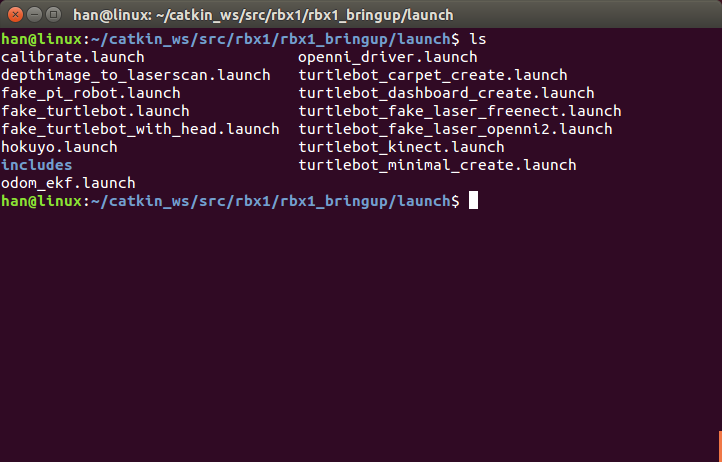 han@linux: ~/catkin_ws/src/rbx1/rbx1_bringup/launch
han@linux:~/catkin_ws/src/rbx1/rbx1_bringup/launch$ ls
calibrate.launch openni_driver.launch
depthimage_to_laserscan.launch turtlebot_carpet_create.launch
fake_pi_robot.launch turtlebot_dashboard_create.launch
fake_turtlebot.launch turtlebot_fake_laser_freenect.launch
fake_turtlebot_with_head.launch turtlebot_fake_laser_openni2.launch
hokuyo.launch turtlebot_kinect.launch
includes turtlebot_minimal_create.launch
odom_ekf.launch
han@linux:~/catkin_ws/src/rbx1/rbx1_bringup/launch$